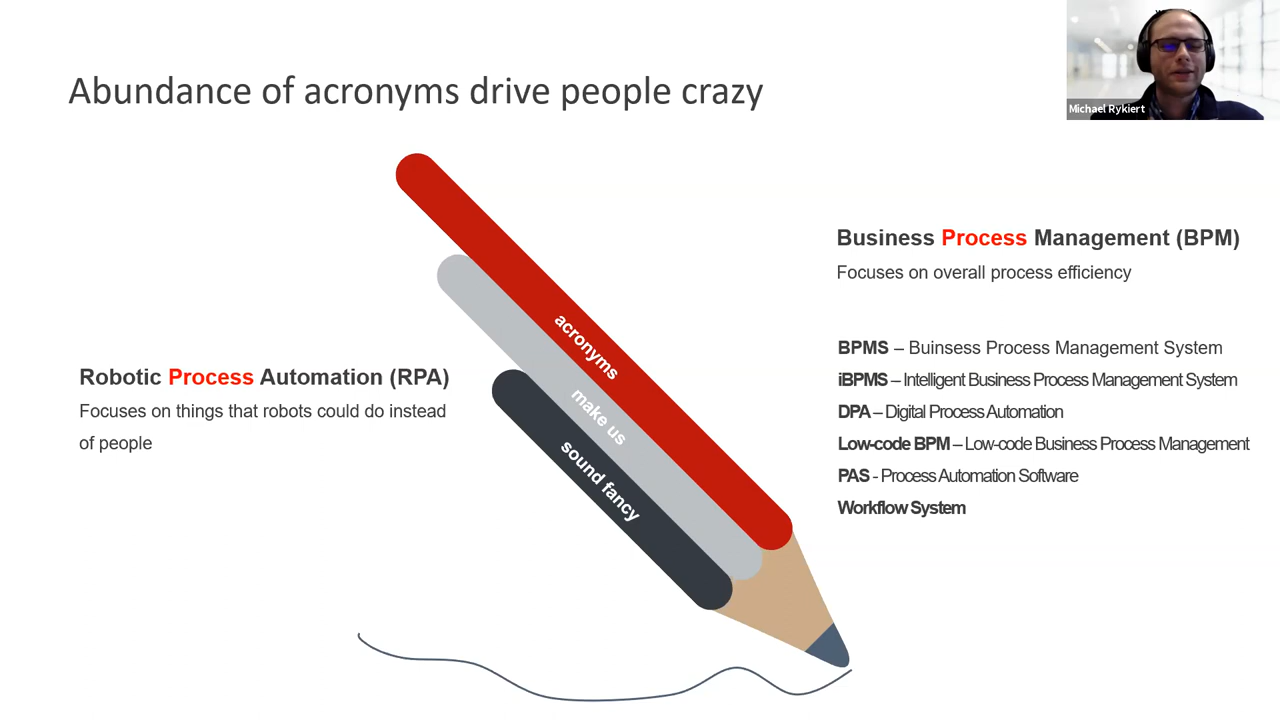 Abundance of acronyms drive people crazy
Michael Rykiert
acronyms
make us
sound fancy
Robotic Process Automation (RPA)
Focuses on things that robots could do instead
of people
Business Process Management (BPM)
Focuses on overall process efficiency
BPMS – Buinsess Process Management System
iBPMS – Intelligent Business Process Management System
DPA – Digital Process Automation
Low-code BPM – Low-code Business Process Management
PAS - Process Automation Software
Workflow System